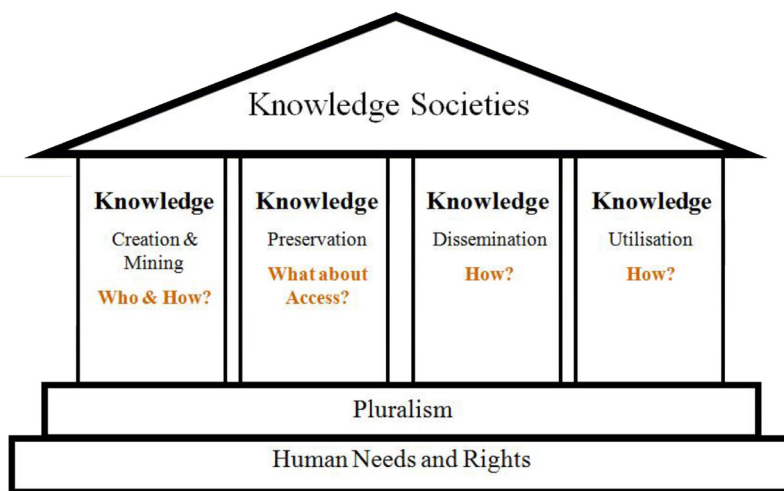 Knowledge Societies
Knowledge
Creation &
Mining
Who & How?
Knowledge
Preservation
What about
Access?
Knowledge
Dissemination
How?
Knowledge
Utilisation
How?
Pluralism
Human Needs and Rights